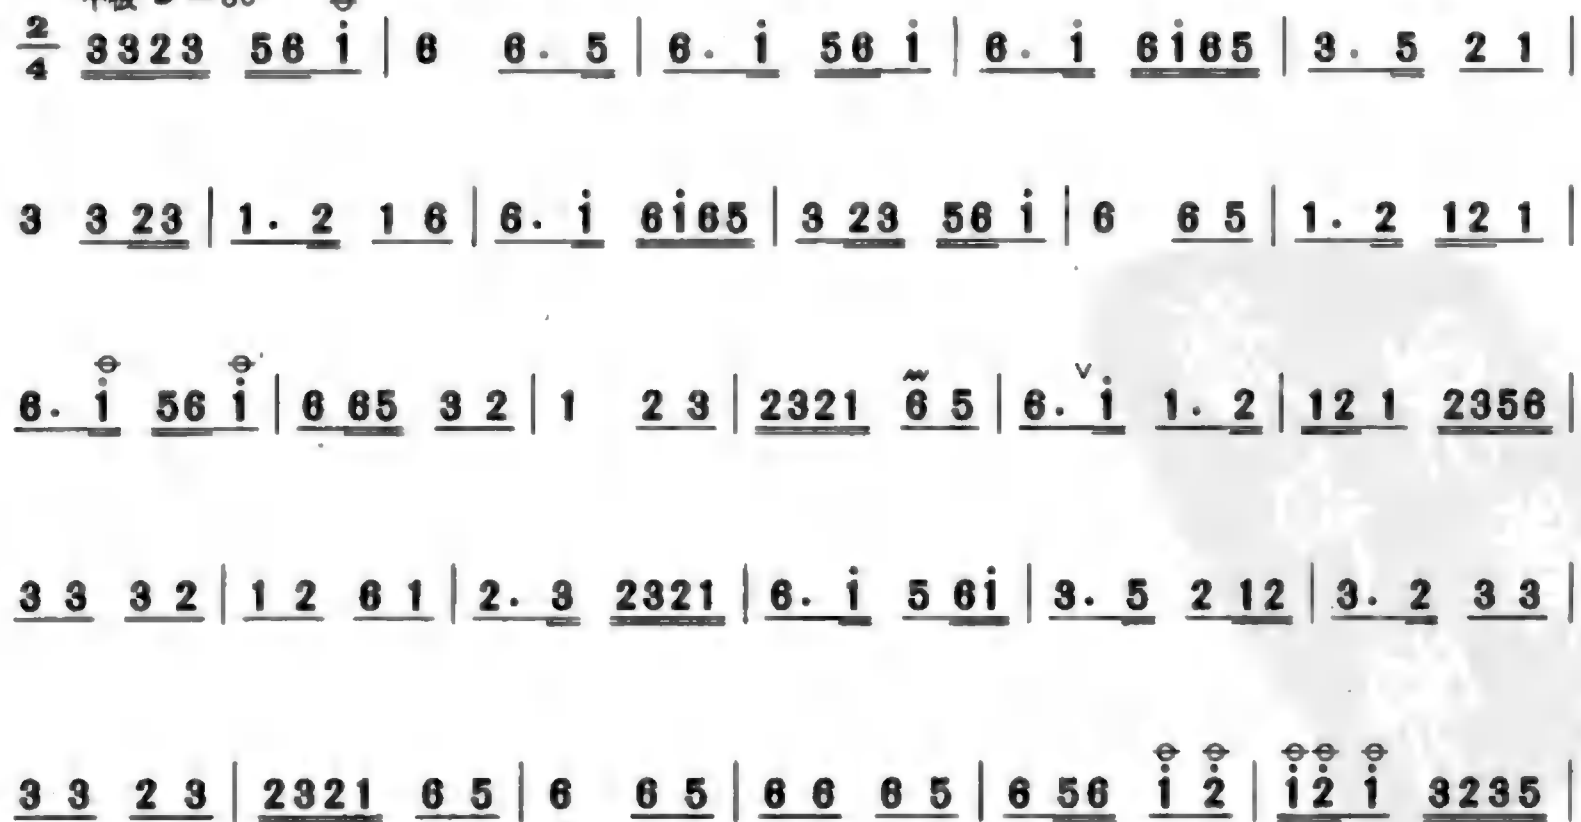 2/4 3323 56 i | 6 6. 5 | 6. i 56 i | 6. i 6i65 | 3. 5 2 1 |
3 3 23 | 1. 2 1 6 | 6. i 6i65 | 3 23 56 i | 6 6 5 | 1. 2 12 1 |
6. i 56 i | 6 65 3 2 | 1 2 3 | 2321 6 5 | 6. i 1. 2 | 12 1 2356 |
3 3 3 2 | 1 2 6 1 | 2. 3 2321 | 6. i 5 6i | 3. 5 2 12 | 3. 2 3 3 |
3 3 2 3 | 2321 6 5 | 6 6 5 | 6 6 6 5 | 6 56 i 2̇ | i2̇ i 3235 |